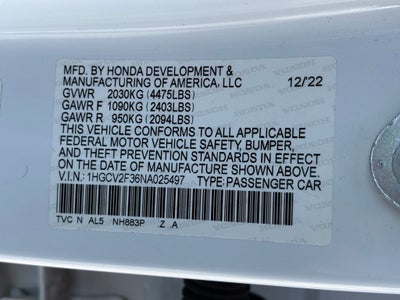 MFD. BY HONDA DEVELOPMENT &
MANUFACTURING OF AMERICA, LLC 12/22
GVWR 2030KG (4475LBS)
GAWR F 1090KG (2403LBS)
GAWR R 950KG (2094LBS)
THIS VEHICLE CONFORMS TO ALL APPLICABLE
FEDERAL MOTOR VEHICLE SAFETY, BUMPER,
AND THEFT PREVENTION STANDARDS IN EFFECT
ON THE DATE OF MANUFACTURE SHOWN ABOVE.
V.I.N.: 1HGCV2F36NA025497 TYPE: PASSENGER CAR
TVC N AL5 NH883P .Z .A